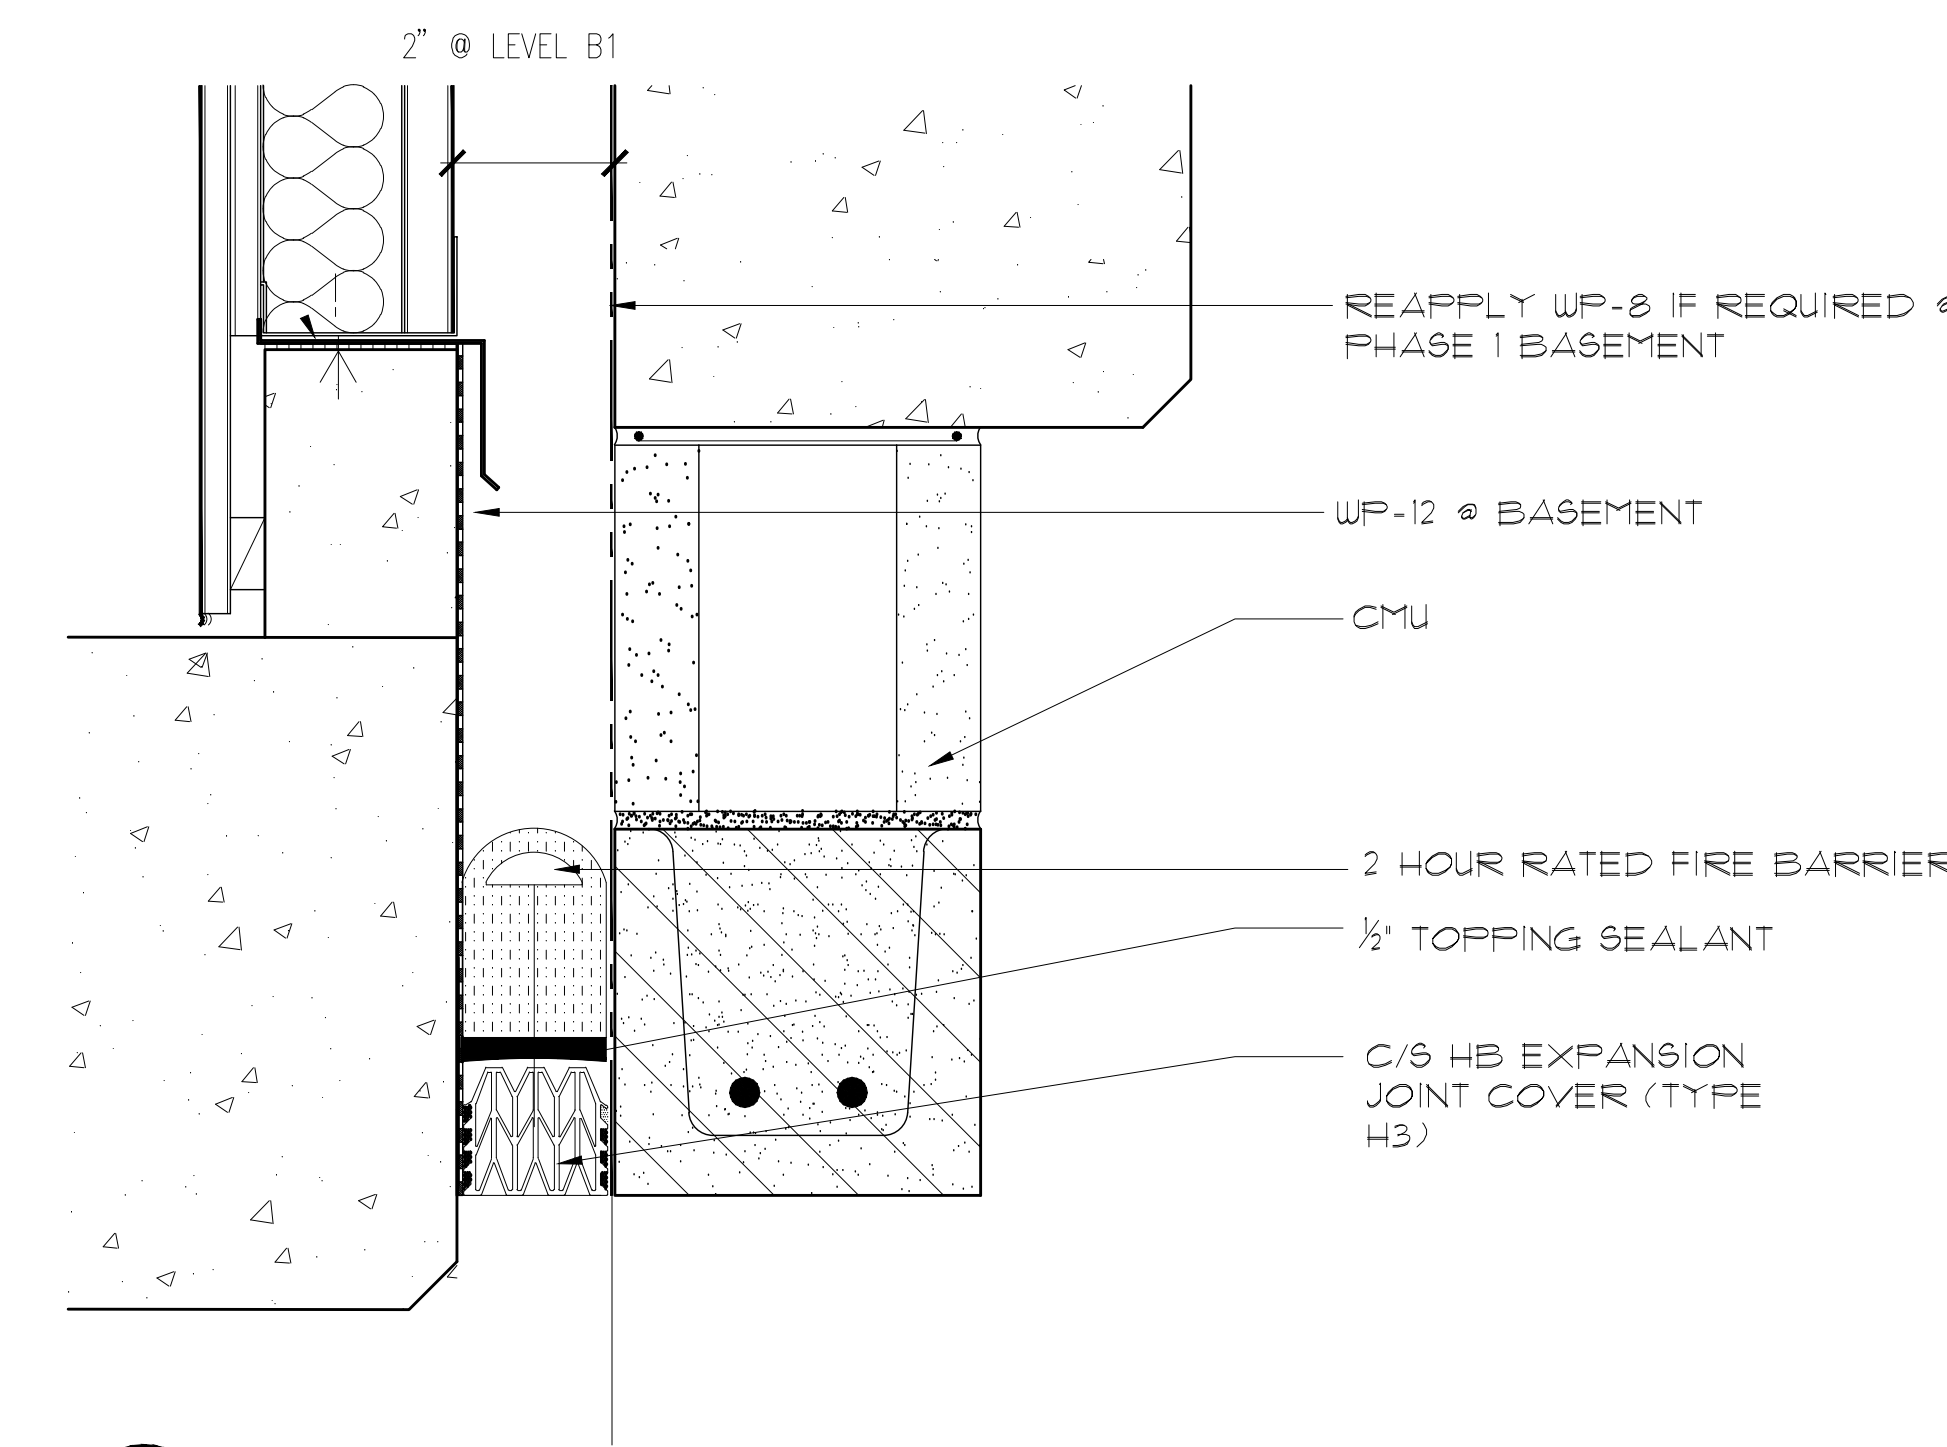 2" @ LEVEL B1
REAPPLY WP-8 IF REQUIRED @
PHASE 1 BASEMENT
WP-12 @ BASEMENT
CMU
2 HOUR RATED FIRE BARRIER
½" TOPPING SEALANT
C/S HB EXPANSION
JOINT COVER (TYPE
H3)